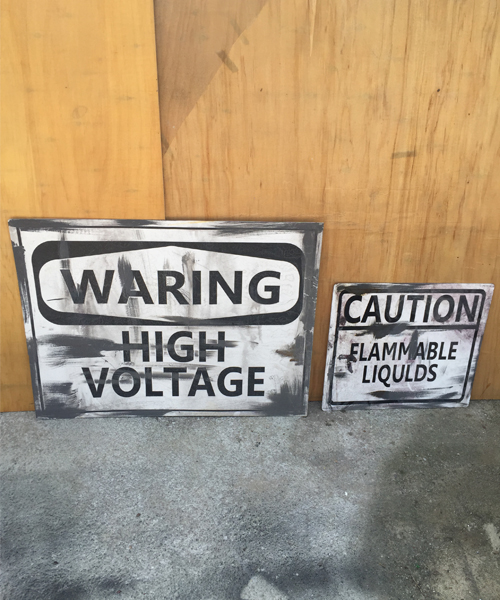 WARING
HIGH
VOLTAGE
CAUTION
FLAMMABLE
LIQULDS